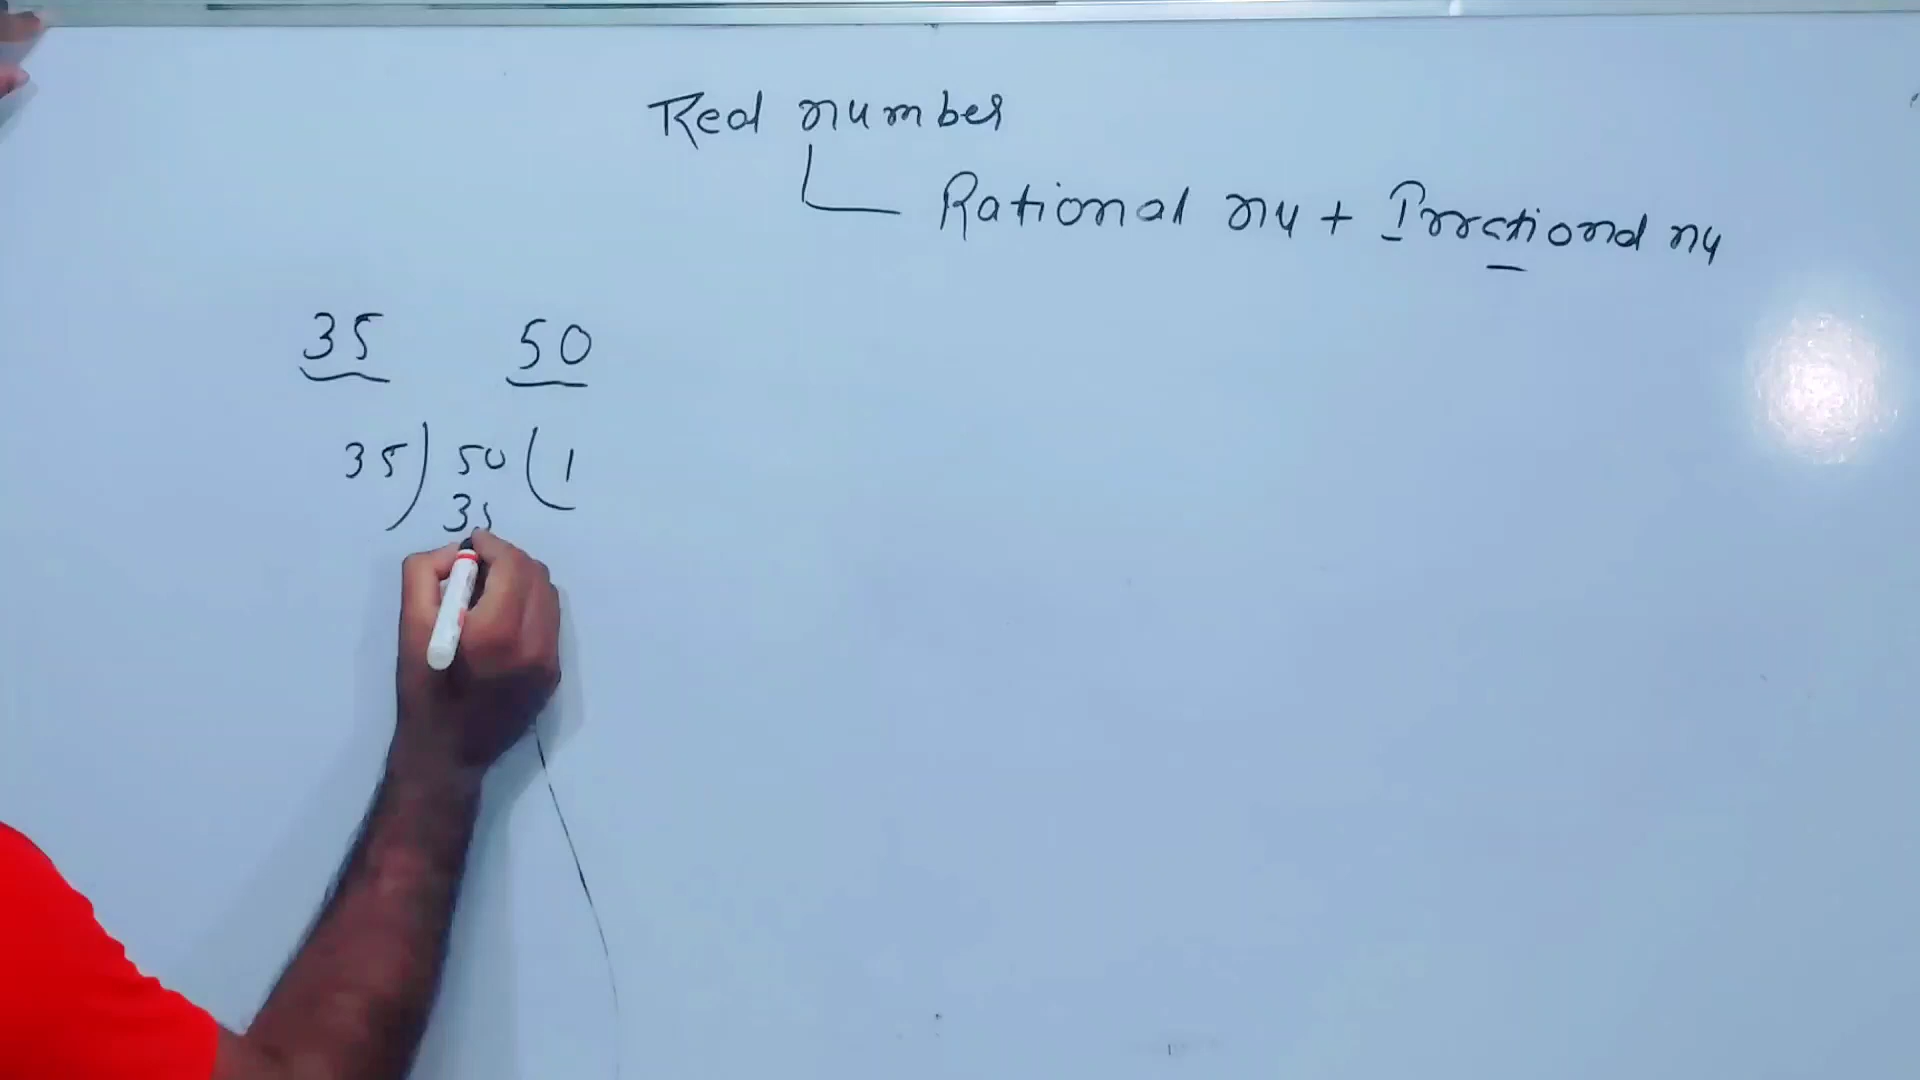 Real number
Rational nu + Irrational nu
35 50
35 ) 50 ( 1
35